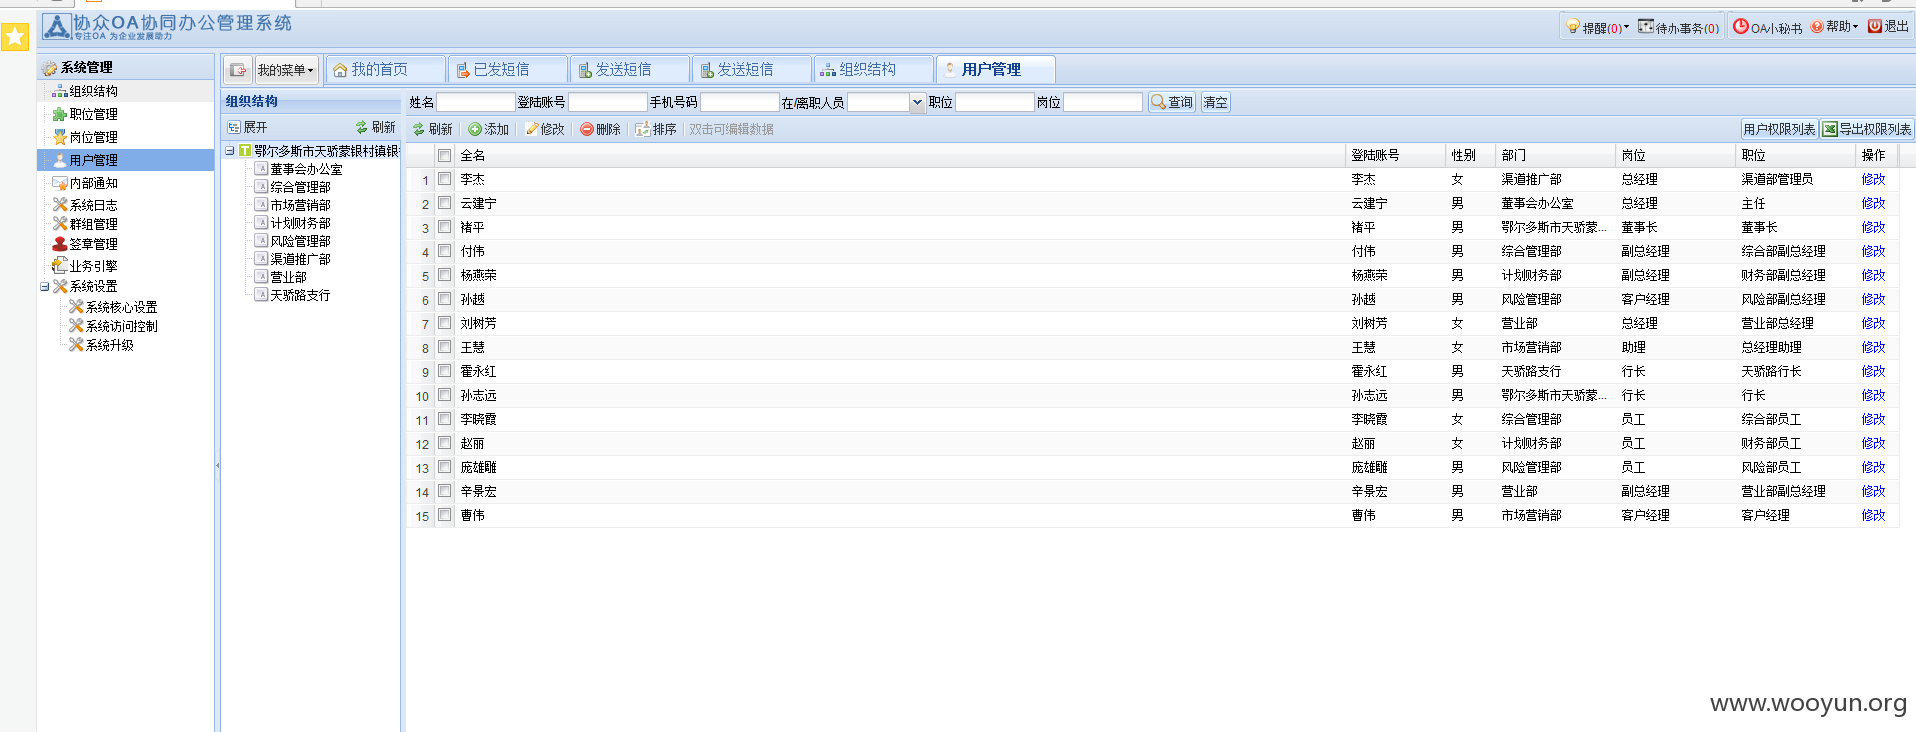 协众OA协同办公管理系统
专注OA 为企业发展助力
提醒(0) 待办事务(0) OA小秘书 帮助 退出
系统管理
组织结构
职位管理
岗位管理
用户管理
内部通知
系统日志
群组管理
签章管理
业务引擎
系统设置
系统核心设置
系统访问控制
系统升级
我的菜单 我的首页 已发短信 发送短信 发送短信 组织结构 用户管理
组织结构
展开 刷新
鄂尔多斯市天骄蒙银村镇银
董事会办公室
综合管理部
市场营销部
计划财务部
风险管理部
渠道推广部
营业部
天骄路支行
姓名 登陆账号 手机号码 在/离职人员 职位 岗位 查询 清空
刷新 添加 修改 删除 排序 双击可编辑数据 用户权限列表 导出权限列表
全名 登陆账号 性别 部门 岗位 职位 操作
1 李杰 李杰 女 渠道推广部 总经理 渠道部管理员 修改
2 云建宁 云建宁 男 董事会办公室 总经理 主任 修改
3 褚平 褚平 男 鄂尔多斯市天骄蒙... 董事长 董事长 修改
4 付伟 付伟 男 综合管理部 副总经理 综合部副总经理 修改
5 杨燕荣 杨燕荣 男 计划财务部 副总经理 财务部副总经理 修改
6 孙越 孙越 男 风险管理部 客户经理 风险部副总经理 修改
7 刘树芳 刘树芳 女 营业部 总经理 营业部总经理 修改
8 王慧 王慧 女 市场营销部 助理 总经理助理 修改
9 霍永红 霍永红 男 天骄路支行 行长 天骄路行长 修改
10 孙志远 孙志远 男 鄂尔多斯市天骄蒙... 行长 行长 修改
11 李晓霞 李晓霞 女 综合管理部 员工 综合部员工 修改
12 赵丽 赵丽 女 计划财务部 员工 财务部员工 修改
13 庞雄雕 庞雄雕 男 风险管理部 员工 风险部员工 修改
14 辛景宏 辛景宏 男 营业部 副总经理 营业部副总经理 修改
15 曹伟 曹伟 男 市场营销部 客户经理 客户经理 修改
www.wooyun.org